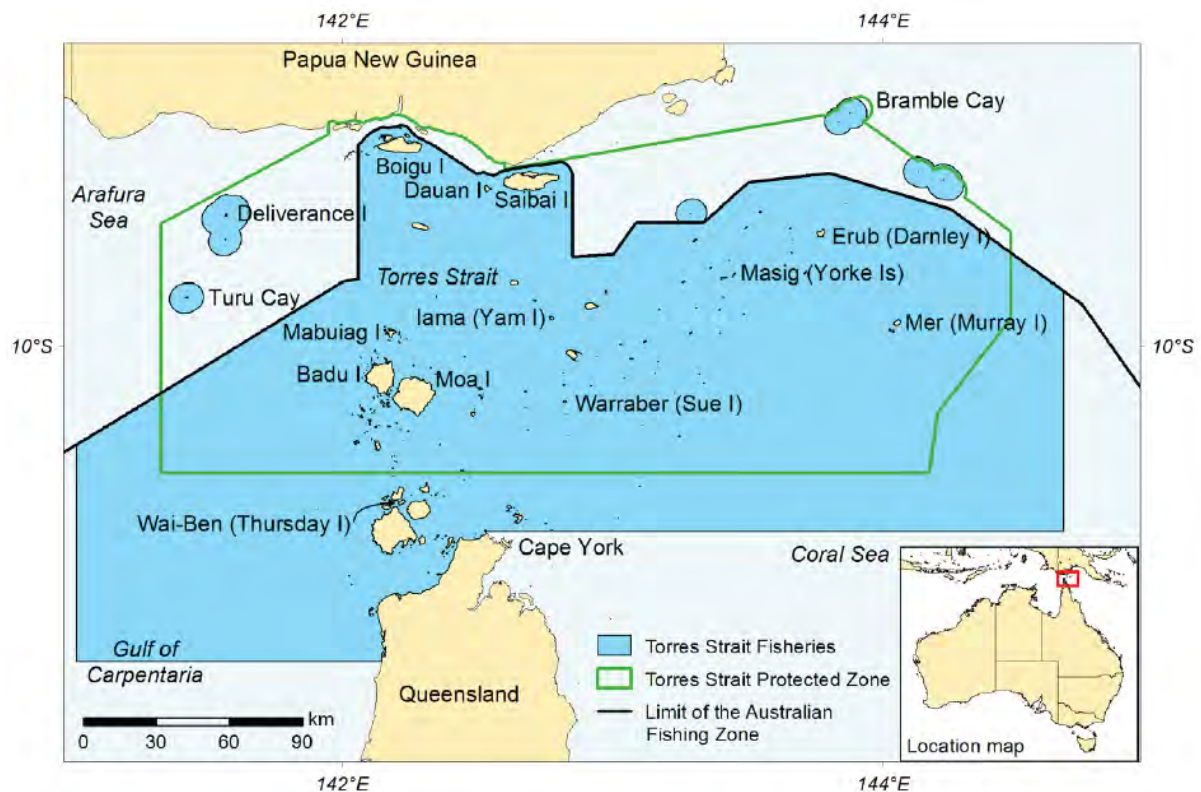 142°E
144°E
Papua New Guinea
Bramble Cay
Boigu I
Dauan I
Saibai I
Arafura
Sea
Deliverance I
Erub (Darnley I)
Torres Strait
Masig (Yorke Is)
Turu Cay
Iama (Yam I)
Mabuiag I
Mer (Murray I)
10°S
10°S
Badu I
Moa I
Warraber (Sue I)
Wai-Ben (Thursday I)
Cape York
Coral Sea
Gulf of
Carpentaria
Queensland
Torres Strait Fisheries
Torres Strait Protected Zone
Limit of the Australian
Fishing Zone
km
0 30 60 90
Location map
142°E
144°E